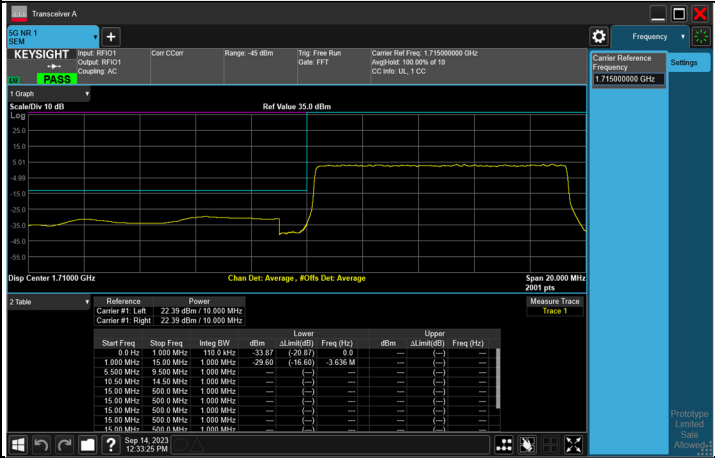 Transceiver A
5G NR 1
SEM
Frequency
KEYSIGHT
Input: RFIO1
Output: RFIO1
Coupling: AC
Corr CCorr
Range: -45 dBm
Trig: Free Run
Gate: FFT
Carrier Ref Freq: 1.715000000 GHz
Avg|Hold: 100.00% of 10
CC Info: UL, 1 CC
PASS
Carrier Reference
Frequency
1.715000000 GHz
Settings
1 Graph
Scale/Div 10 dB
Ref Value 35.0 dBm
Log
25.0
15.0
5.01
-4.99
-15.0
-25.0
-35.0
-45.0
-55.0
Disp Center 1.71000 GHz
Chan Det: Average , #Offs Det: Average
Span 20.000 MHz
2001 pts
2 Table
Reference Power
Carrier #1: Left 22.39 dBm / 10.000 MHz
Carrier #1: Right 22.39 dBm / 10.000 MHz
Measure Trace
Trace 1
Lower Upper
Start Freq Stop Freq Integ BW dBm ΔLimit(dB) Freq (Hz) dBm ΔLimit(dB) Freq (Hz)
0.0 Hz 1.000 MHz 110.0 kHz -33.87 (-20.87) 0.0 --- (---) ---
1.000 MHz 15.00 MHz 1.000 MHz -29.60 (-16.60) -3.636 M --- (---) ---
5.500 MHz 9.500 MHz 1.000 MHz --- (---) --- --- (---) ---
10.50 MHz 14.50 MHz 1.000 MHz --- (---) --- --- (---) ---
15.00 MHz 500.0 MHz 1.000 MHz --- (---) --- --- (---) ---
15.00 MHz 500.0 MHz 1.000 MHz --- (---) --- --- (---) ---
15.00 MHz 500.0 MHz 1.000 MHz --- (---) --- --- (---) ---
15.00 MHz 500.0 MHz 1.000 MHz --- (---) --- --- (---) ---
Sep 14, 2023
12:33:25 PM
Prototype
Limited
Sale
Allowed